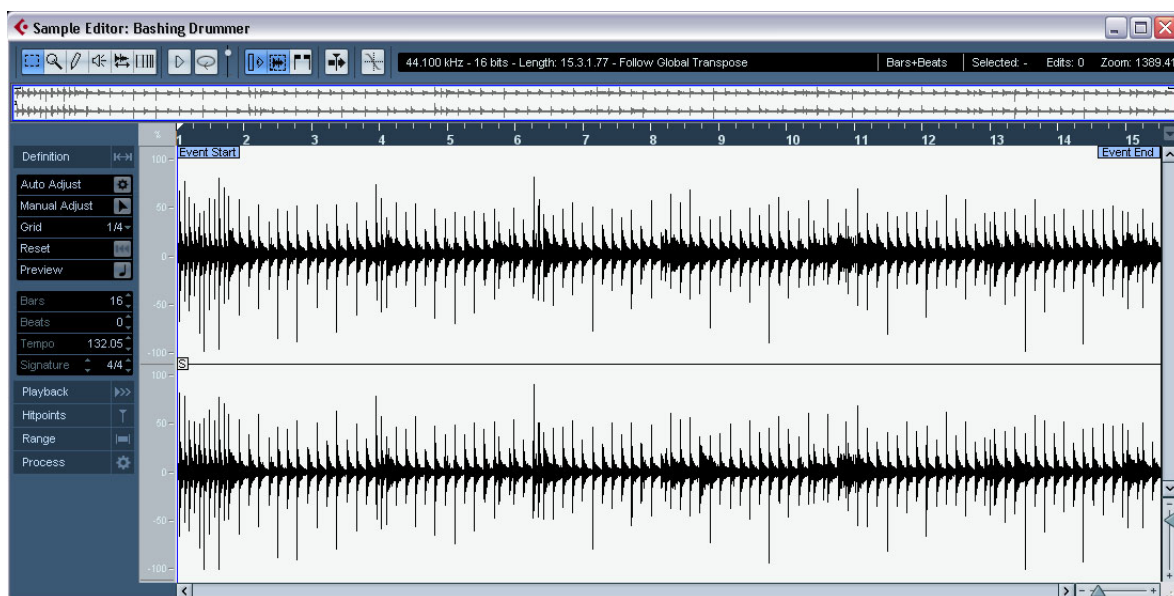 Sample Editor: Bashing Drummer
44.100 kHz - 16 bits - Length: 15.3.1.77 - Follow Global Transpose Bars+Beats Selected: - Edits: 0 Zoom: 1389.41
% 1 2 3 4 5 6 7 8 9 10 11 12 13 14 15
Event Start Event End
Definition
Auto Adjust
Manual Adjust
Grid 1/4
Reset
Preview
Bars 16
Beats 0
Tempo 132.05
Signature 4/4
Playback
Hitpoints
Range
Process
100
50
0
-50
-100
S
100
50
0
-50
-100